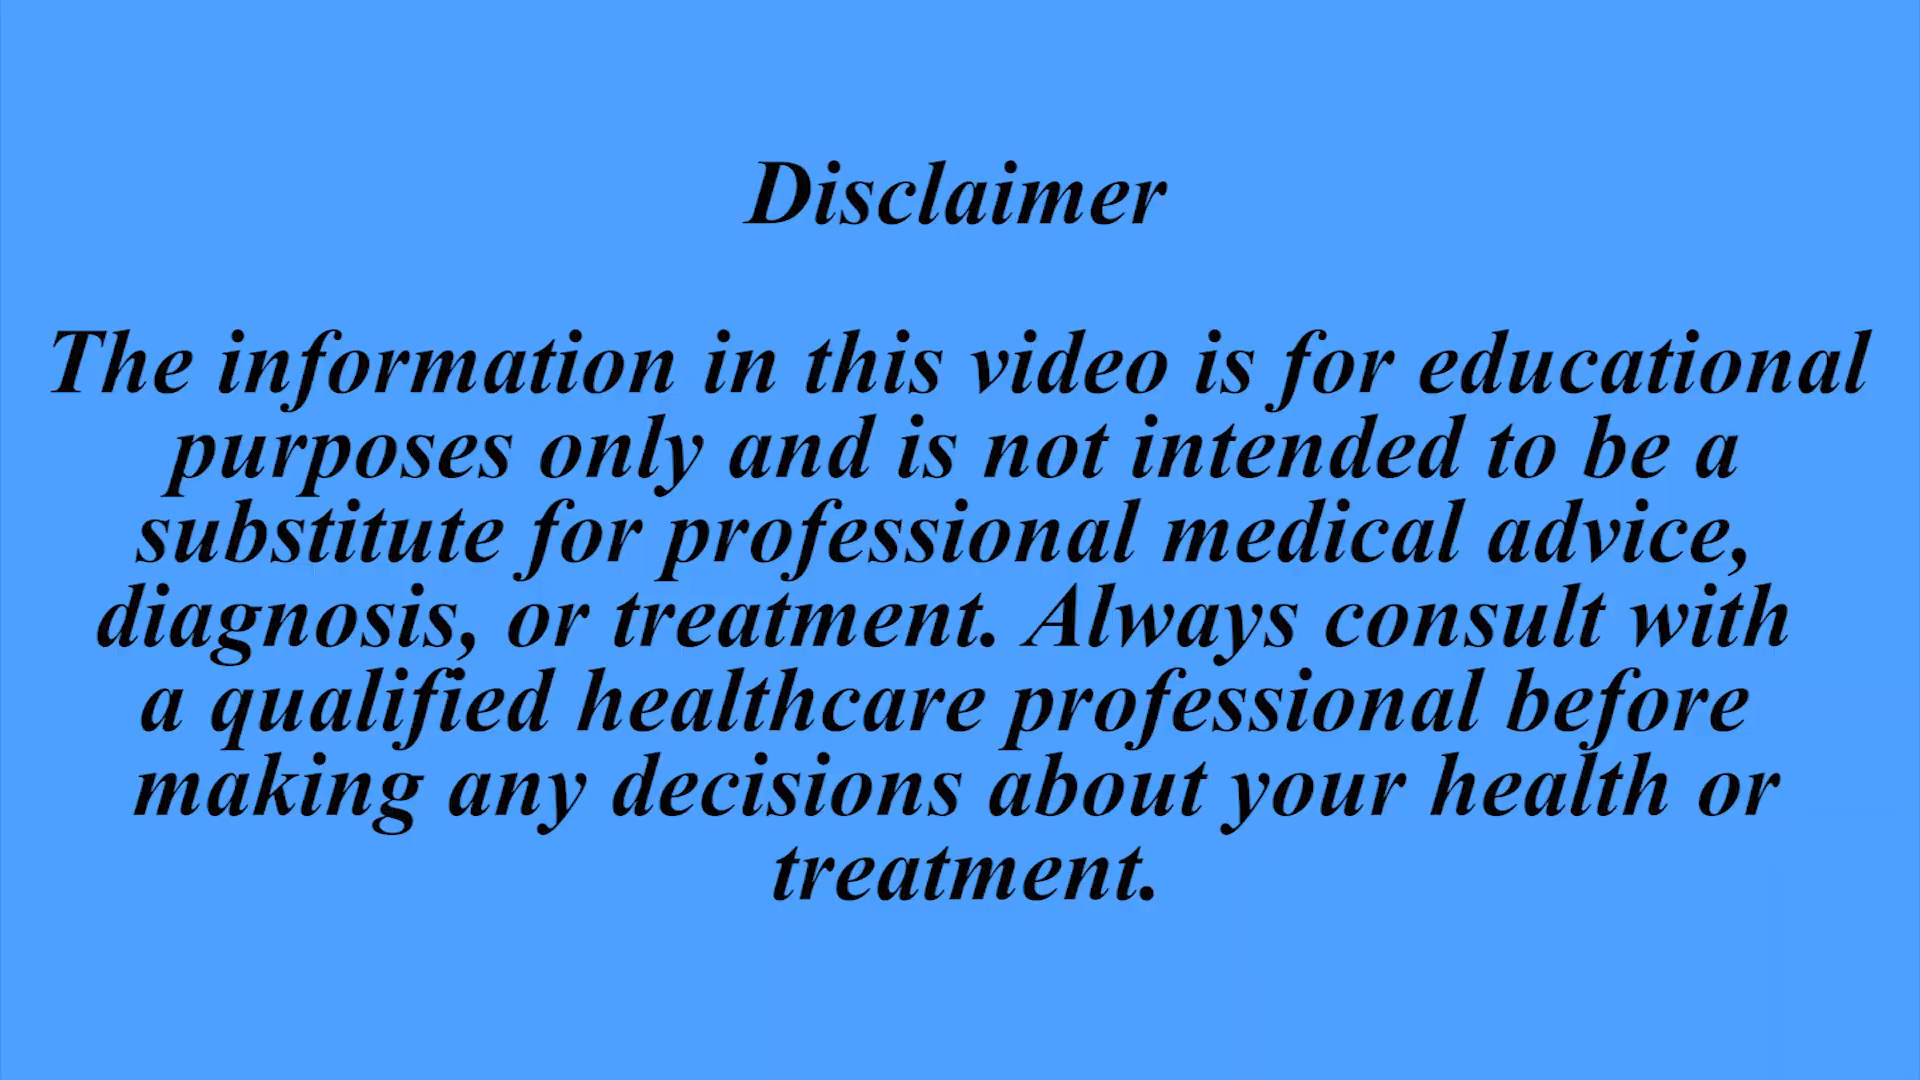 Disclaimer
The information in this video is for educational
purposes only and is not intended to be a
substitute for professional medical advice,
diagnosis, or treatment. Always consult with
a qualified healthcare professional before
making any decisions about your health or
treatment.